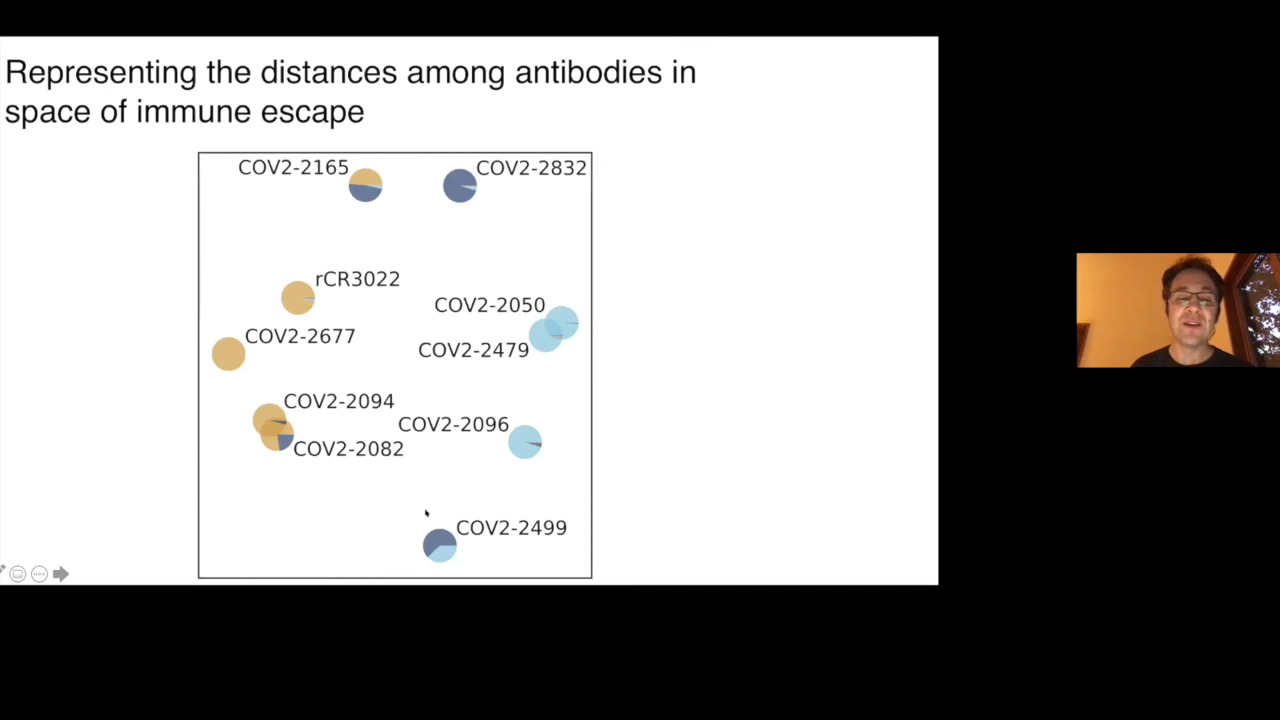 Representing the distances among antibodies in
space of immune escape
COV2-2165
COV2-2832
rCR3022
COV2-2050
COV2-2677
COV2-2479
COV2-2094
COV2-2096
COV2-2082
COV2-2499